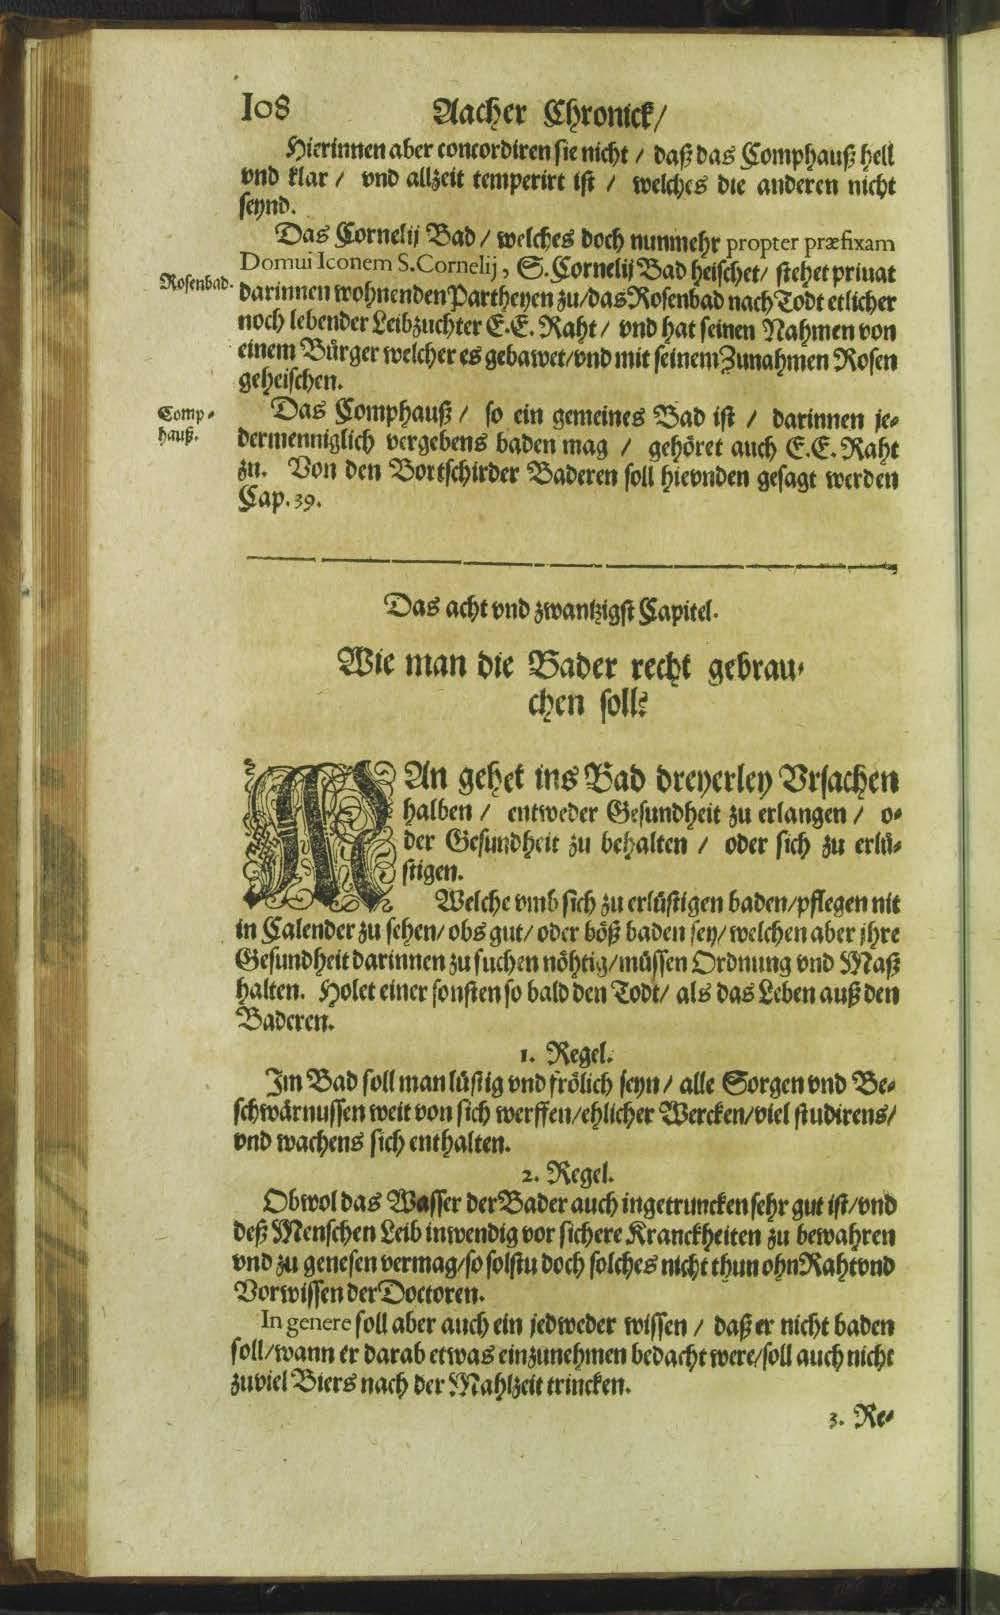 108 Aacher Chronick/
Hierinnen aber concordiren sie nicht / daß das Comphauß hell
vnd klar / vnd allzeit temperirt ist / welches die anderen nicht
seynd.
Das Cornelij Bad / welches doch nunmehr propter præfixam
Domui Iconem S. Cornelij, S. Cornelij Bad heischet/ stehet priuat
Rosenbad. darinnen wohnenden Partheyen zu/das Rosenbad nach Todt etlicher
noch lebender Leibzuchter E.E. Raht / vnd hat seinen Nahmen von
einem Bürger welcher es gebawet/vnd mit seinem Zunahmen Rosen
geheischen.
Comp-
hauß.
Das Comphauß / so ein gemeines Bad ist / darinnen je-
dermenniglich vergebens baden mag / gehöret auch E.E. Raht
zu. Von den Bortschirder Baderen soll hievnden gesagt werden
Cap. 39.
Das acht vnd zwantzigst Capitel.
Wie man die Bader recht gebrau-
chen soll?
MAn gehet ins Bad dreyerley Vrsachen
halben / entweder Gesundheit zu erlangen / o-
der Gesundheit zu behalten / oder sich zu erlü-
stigen.
Welche vmb sich zu erlüstigen baden/pflegen nit
in Calender zu sehen/ obs gut/ oder böß baden sey/ welchen aber jhre
Gesundheit darinnen zu suchen nöhtig/müssen Ordnung vnd Maß
halten. Holet einer sonsten so bald den Todt/ als das Leben auß den
Baderen.
1. Regel.
Im Bad soll man lüstig vnd frölich seyn / alle Sorgen vnd Be-
schwärnussen weit von sich werffen/ehlicher Wercken/viel studirens/
vnd wachens sich enthalten.
2. Regel.
Obwol das Wasser der Bader auch ingetruncken sehr gut ist/vnd
deß Menschen Leib inwendig vor sichere Kranckheiten zu bewahren
vnd zu genesen vermag/so solstu doch solches nicht thun ohn Raht vnd
Vorwissen der Doctoren.
In genere soll aber auch ein jedweder wissen / daß er nicht baden
soll/wann er darab etwas einzunehmen bedacht were/soll auch nicht
zuviel Biers nach der Mahlzeit trincken.
3. Re-